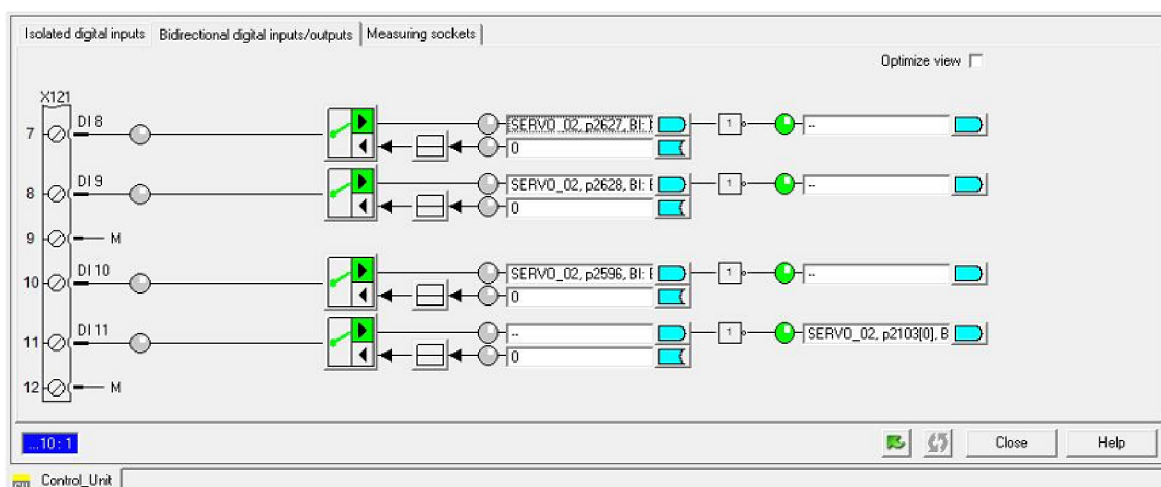 Isolated digital inputs Bidirectional digital inputs/outputs Measuring sockets
Optimize view
X121
7 DI 8 SERVO_02, p2627, BI: 1 --
0
8 DI 9 SERVO_02, p2628, BI: E 1 --
0
9 M
10 DI 10 SERVO_02, p2596, BI: E 1 --
0
11 DI 11 -- 1 SERVO_02, p2103[0], B
0
12 M
...10 : 1 Close Help
Control_Unit